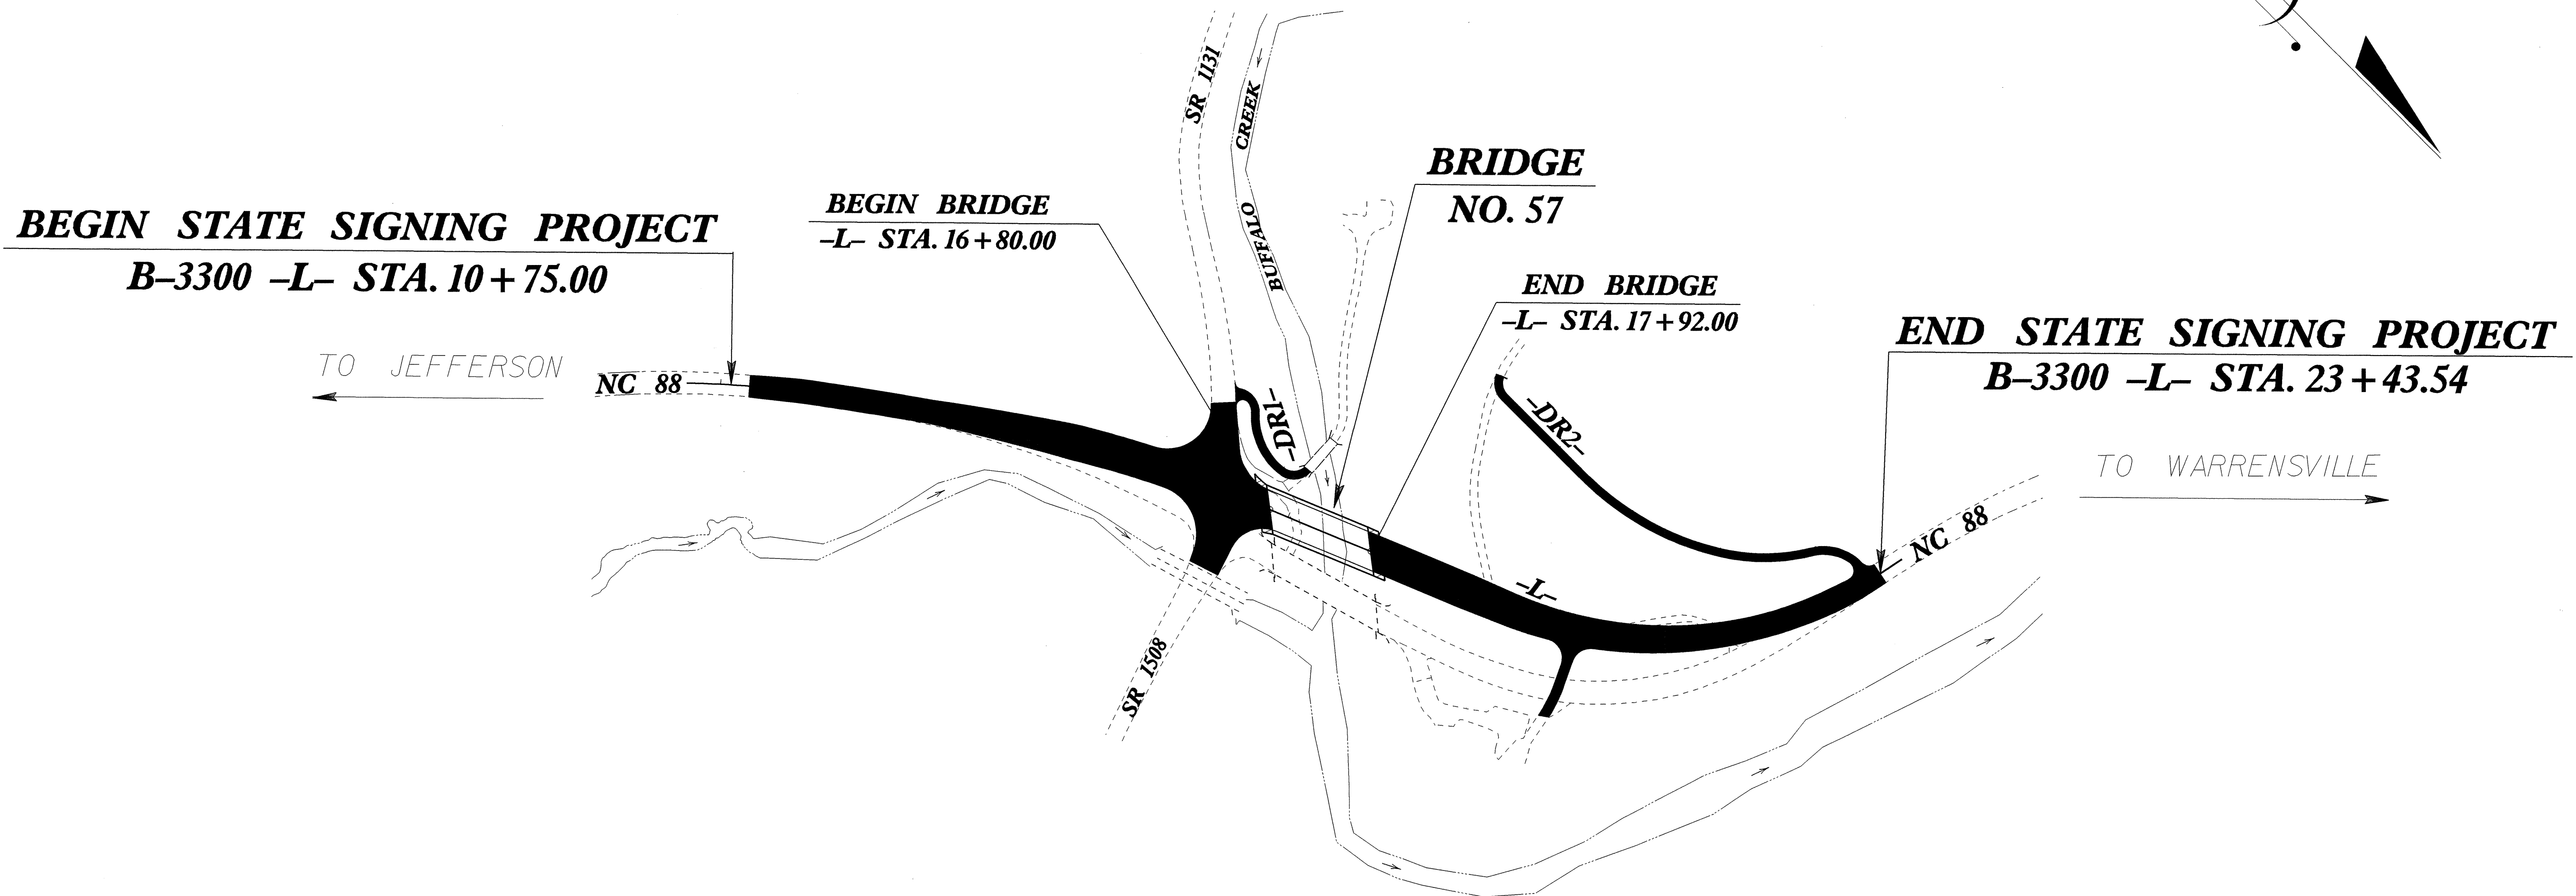 SR 1131
BUFFALO CREEK
BRIDGE
NO. 57
BEGIN BRIDGE
–L– STA. 16+80.00
BEGIN STATE SIGNING PROJECT
B–3300 –L– STA. 10+75.00
END BRIDGE
–L– STA. 17+92.00
END STATE SIGNING PROJECT
B–3300 –L– STA. 23+43.54
TO JEFFERSON
NC 88
–DR1–
–DR2–
TO WARRENSVILLE
NC 88
–L–
SR 1508